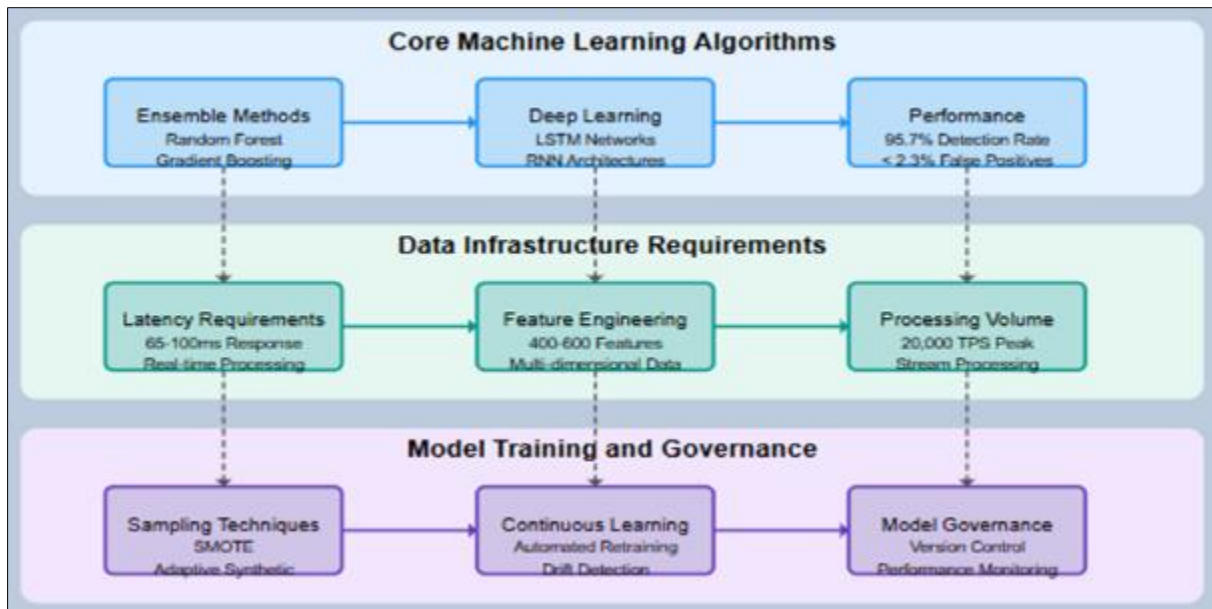 Core Machine Learning Algorithms
Ensemble Methods
Random Forest
Gradient Boosting
Deep Learning
LSTM Networks
RNN Architectures
Performance
95.7% Detection Rate
< 2.3% False Positives
Data Infrastructure Requirements
Latency Requirements
65-100ms Response
Real-time Processing
Feature Engineering
400-600 Features
Multi-dimensional Data
Processing Volume
20,000 TPS Peak
Stream Processing
Model Training and Governance
Sampling Techniques
SMOTE
Adaptive Synthetic
Continuous Learning
Automated Retraining
Drift Detection
Model Governance
Version Control
Performance Monitoring